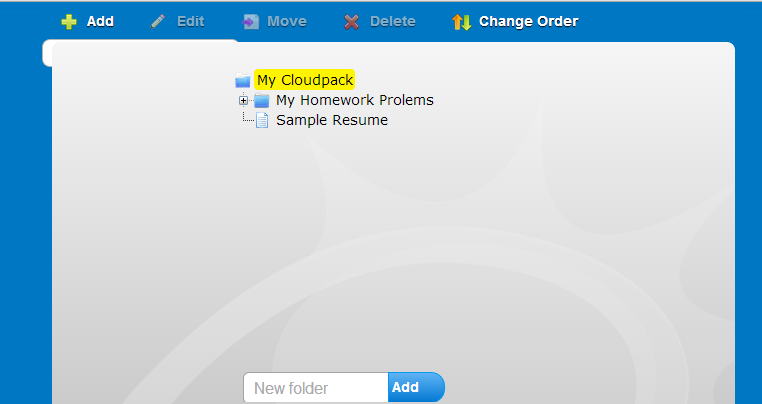 Add Edit Move Delete Change Order
My Cloudpack
My Homework Prolems
Sample Resume
New folder Add